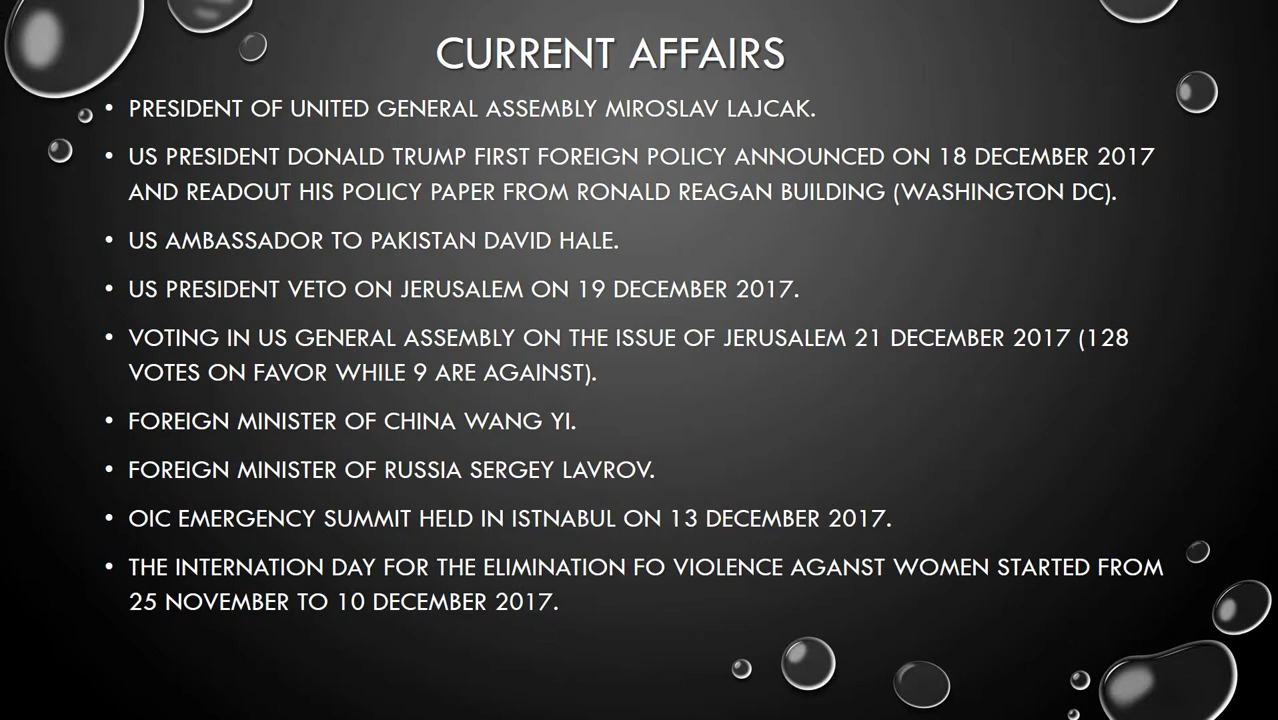 CURRENT AFFAIRS
• PRESIDENT OF UNITED GENERAL ASSEMBLY MIROSLAV LAJCAK.
• US PRESIDENT DONALD TRUMP FIRST FOREIGN POLICY ANNOUNCED ON 18 DECEMBER 2017
AND READOUT HIS POLICY PAPER FROM RONALD REAGAN BUILDING (WASHINGTON DC).
• US AMBASSADOR TO PAKISTAN DAVID HALE.
• US PRESIDENT VETO ON JERUSALEM ON 19 DECEMBER 2017.
• VOTING IN US GENERAL ASSEMBLY ON THE ISSUE OF JERUSALEM 21 DECEMBER 2017 (128
VOTES ON FAVOR WHILE 9 ARE AGAINST).
• FOREIGN MINISTER OF CHINA WANG YI.
• FOREIGN MINISTER OF RUSSIA SERGEY LAVROV.
• OIC EMERGENCY SUMMIT HELD IN ISTNABUL ON 13 DECEMBER 2017.
• THE INTERNATION DAY FOR THE ELIMINATION FO VIOLENCE AGANST WOMEN STARTED FROM
25 NOVEMBER TO 10 DECEMBER 2017.